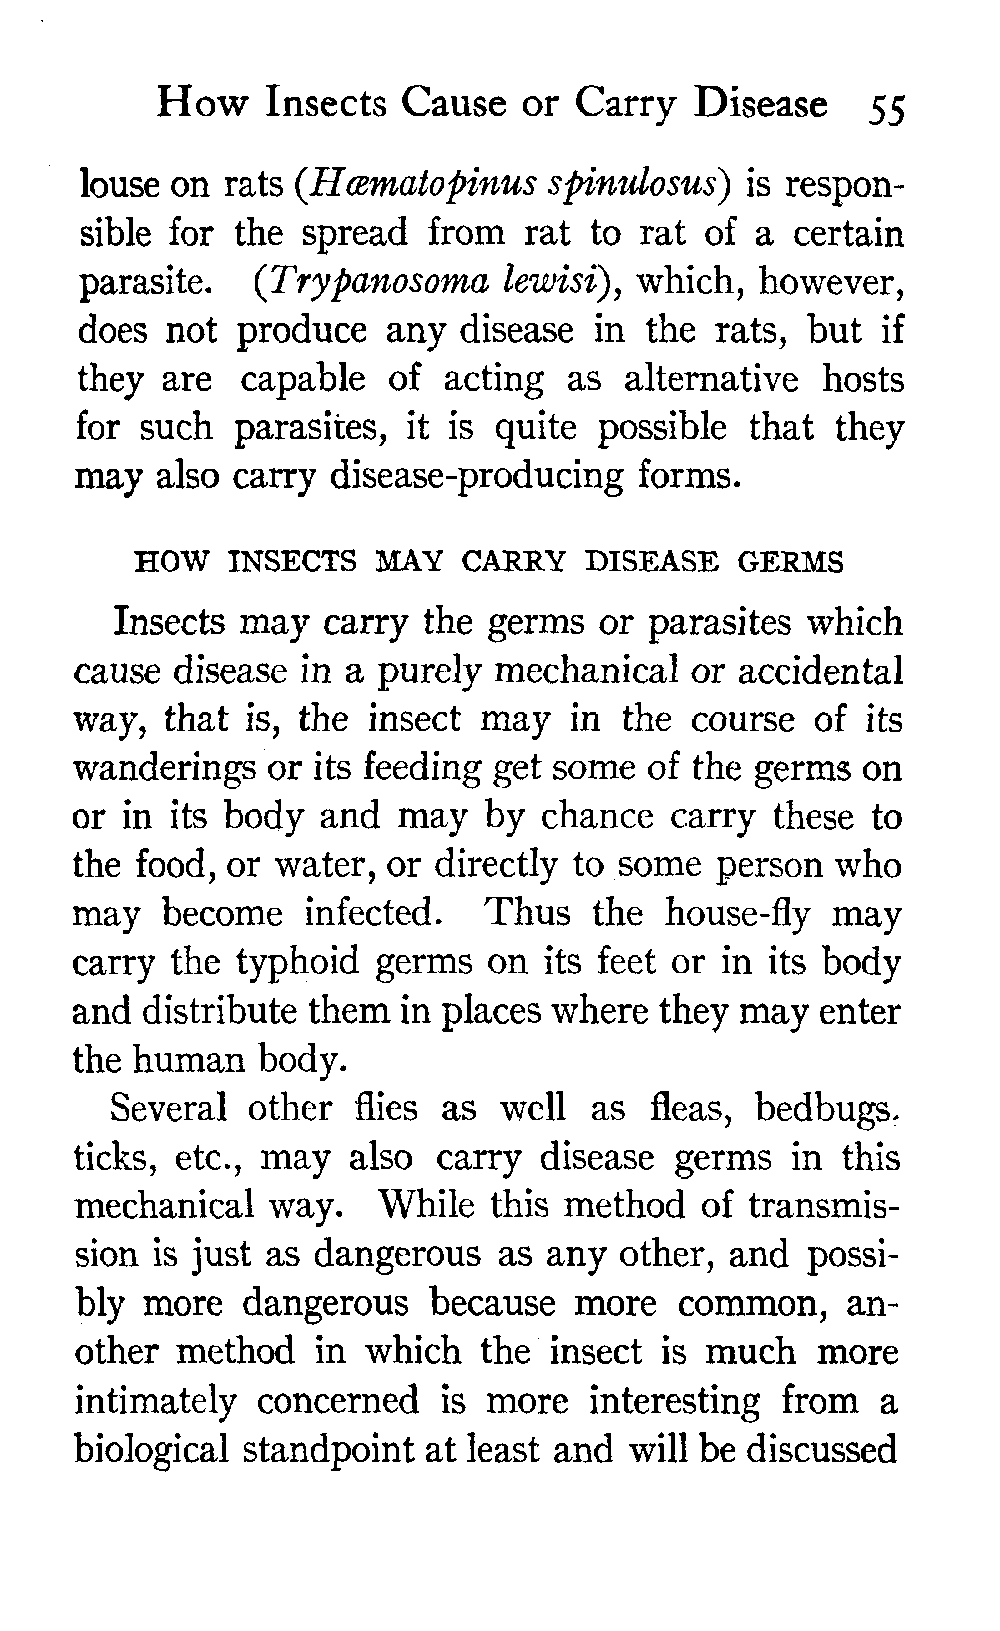 How Insects Cause or Carry Disease 55
louse on rats (Hæmatopinus spinulosus) is respon-
sible for the spread from rat to rat of a certain
parasite. (Trypanosoma lewisi), which, however,
does not produce any disease in the rats, but if
they are capable of acting as alternative hosts
for such parasites, it is quite possible that they
may also carry disease-producing forms.
HOW INSECTS MAY CARRY DISEASE GERMS
Insects may carry the germs or parasites which
cause disease in a purely mechanical or accidental
way, that is, the insect may in the course of its
wanderings or its feeding get some of the germs on
or in its body and may by chance carry these to
the food, or water, or directly to some person who
may become infected. Thus the house-fly may
carry the typhoid germs on its feet or in its body
and distribute them in places where they may enter
the human body.
Several other flies as well as fleas, bedbugs,
ticks, etc., may also carry disease germs in this
mechanical way. While this method of transmis-
sion is just as dangerous as any other, and possi-
bly more dangerous because more common, an-
other method in which the insect is much more
intimately concerned is more interesting from a
biological standpoint at least and will be discussed